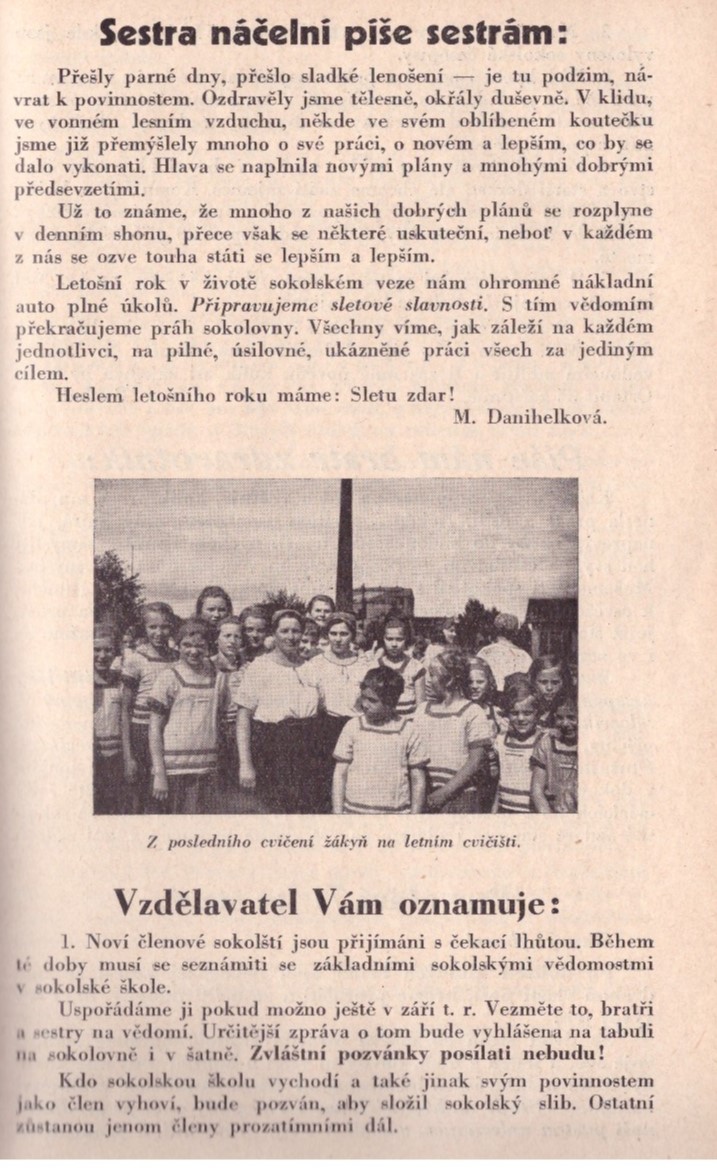 Sestra náčelní píše sestrám:
Přešly parné dny, přešlo sladké lenošení — je tu podzim, ná-
vrat k povinnostem. Ozdravěly jsme tělesně, okřály duševně. V klidu,
ve vonném lesním vzduchu, někde ve svém oblíbeném koutečku
jsme již přemýšlely mnoho o své práci, o novém a lepším, co by se
dalo vykonati. Hlava se naplnila novými plány a mnohými dobrými
předsevzetími.
Už to známe, že mnoho z našich dobrých plánů se rozplyne
v denním shonu, přece však se některé uskuteční, neboť v každém
z nás se ozve touha státi se lepším a lepším.
Letošní rok v životě sokolském veze nám ohromné nákladní
auto plné úkolů. Připravujeme sletové slavnosti. S tím vědomím
překračujeme práh sokolovny. Všechny víme, jak záleží na každém
jednotlivci, na pilné, úsilovné, ukázněné práci všech za jediným
cílem.
Heslem letošního roku máme: Sletu zdar!
M. Danihelková.
Z posledního cvičení žákyň na letním cvičišti.
Vzdělavatel Vám oznamuje:
1. Noví členové sokolští jsou přijímáni s čekací lhůtou. Během
té doby musí se seznámiti se základními sokolskými vědomostmi
v sokolské škole.
Uspořádáme ji pokud možno ještě v září t. r. Vezměte to, bratři
a sestry na vědomí. Určitější zpráva o tom bude vyhlášena na tabuli
na sokolovně i v šatně. Zvláštní pozvánky posílati nebudu!
Kdo sokolskou školu vychodí a také jinak svým povinnostem
jako člen vyhoví, bude pozván, aby složil sokolský slib. Ostatní
zůstanou jenom členy prozatímními dál.